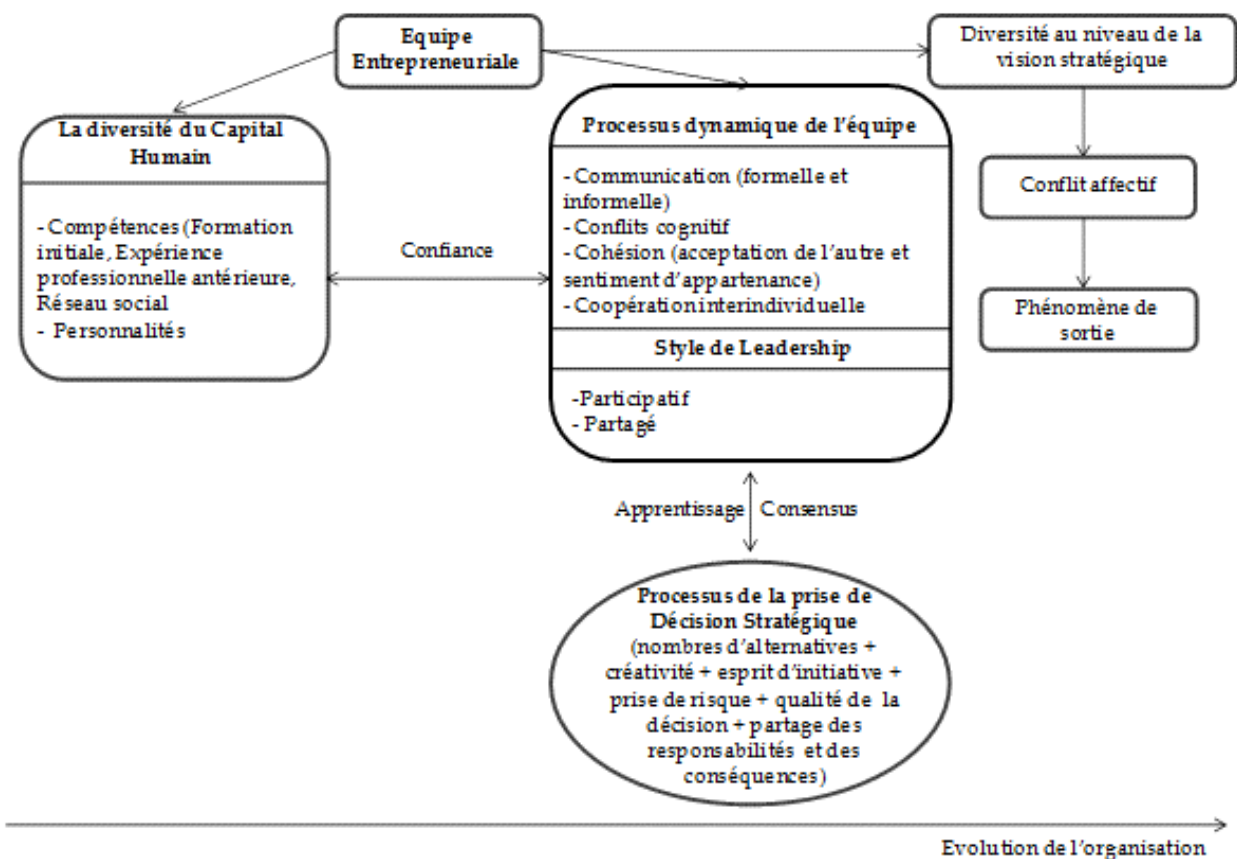 Equipe
Entrepreneuriale
Diversité au niveau de la
vision stratégique
La diversité du Capital
Humain
- Compétences (Formation
initiale, Expérience
professionnelle antérieure,
Réseau social
- Personnalités
Confiance
Processus dynamique de l'équipe
- Communication (formelle et
informelle)
- Conflits cognitif
- Cohésion (acceptation de l'autre et
sentiment d'appartenance)
- Coopération interindividuelle
Style de Leadership
-Participatif
- Partagé
Conflit affectif
Phénomène de
sortie
Apprentissage
Consensus
Processus de la prise de
Décision Stratégique
(nombres d'alternatives +
créativité + esprit d'initiative +
prise de risque + qualité de la
décision + partage des
responsabilités et des
conséquences)
Evolution de l'organisation